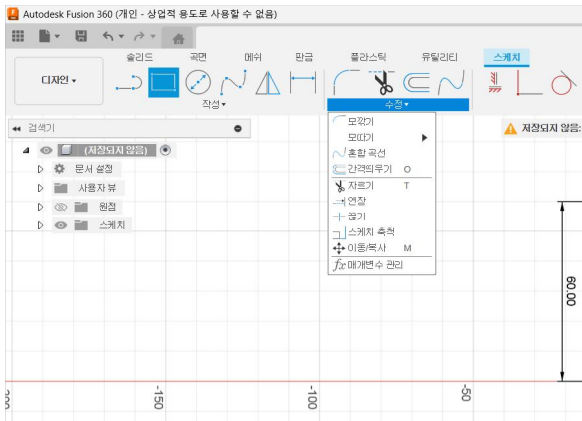 Autodesk Fusion 360 (개인 - 상업적 용도로 사용할 수 없음)
솔리드 곡면 메쉬 판금 플라스틱 유틸리티 스케치
디자인
작성 수정
검색기
저장되지 않음:
(저장되지 않음)
문서 설정
사용자 뷰
원점
스케치
모깎기
모따기
혼합 곡선
간격띄우기 O
자르기 T
연장
끊기
스케치 축척
이동/복사 M
fx 매개변수 관리
60.00
-150
-100
-50